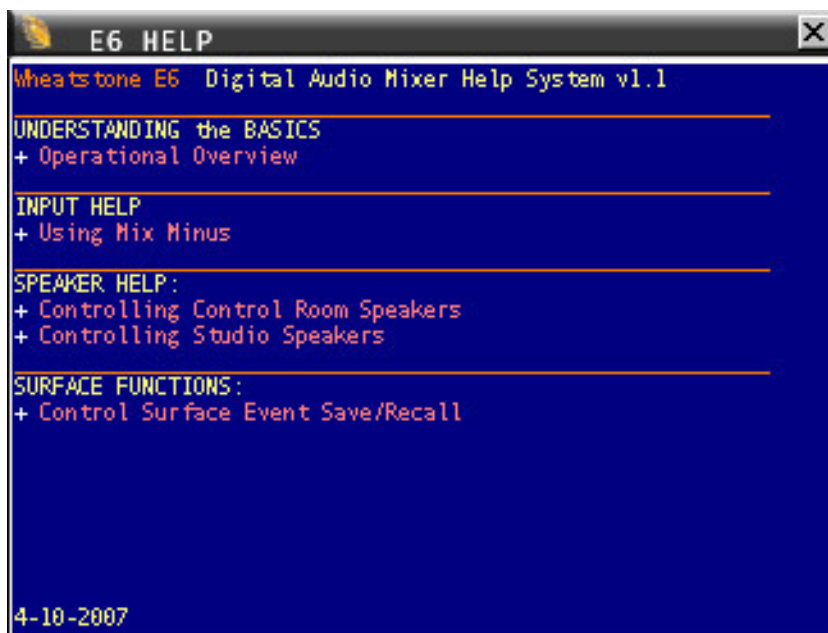 E6 HELP
Wheatstone E6 Digital Audio Mixer Help System v1.1
UNDERSTANDING the BASICS
+ Operational Overview
INPUT HELP
+ Using Mix Minus
SPEAKER HELP:
+ Controlling Control Room Speakers
+ Controlling Studio Speakers
SURFACE FUNCTIONS:
+ Control Surface Event Save/Recall
4-10-2007